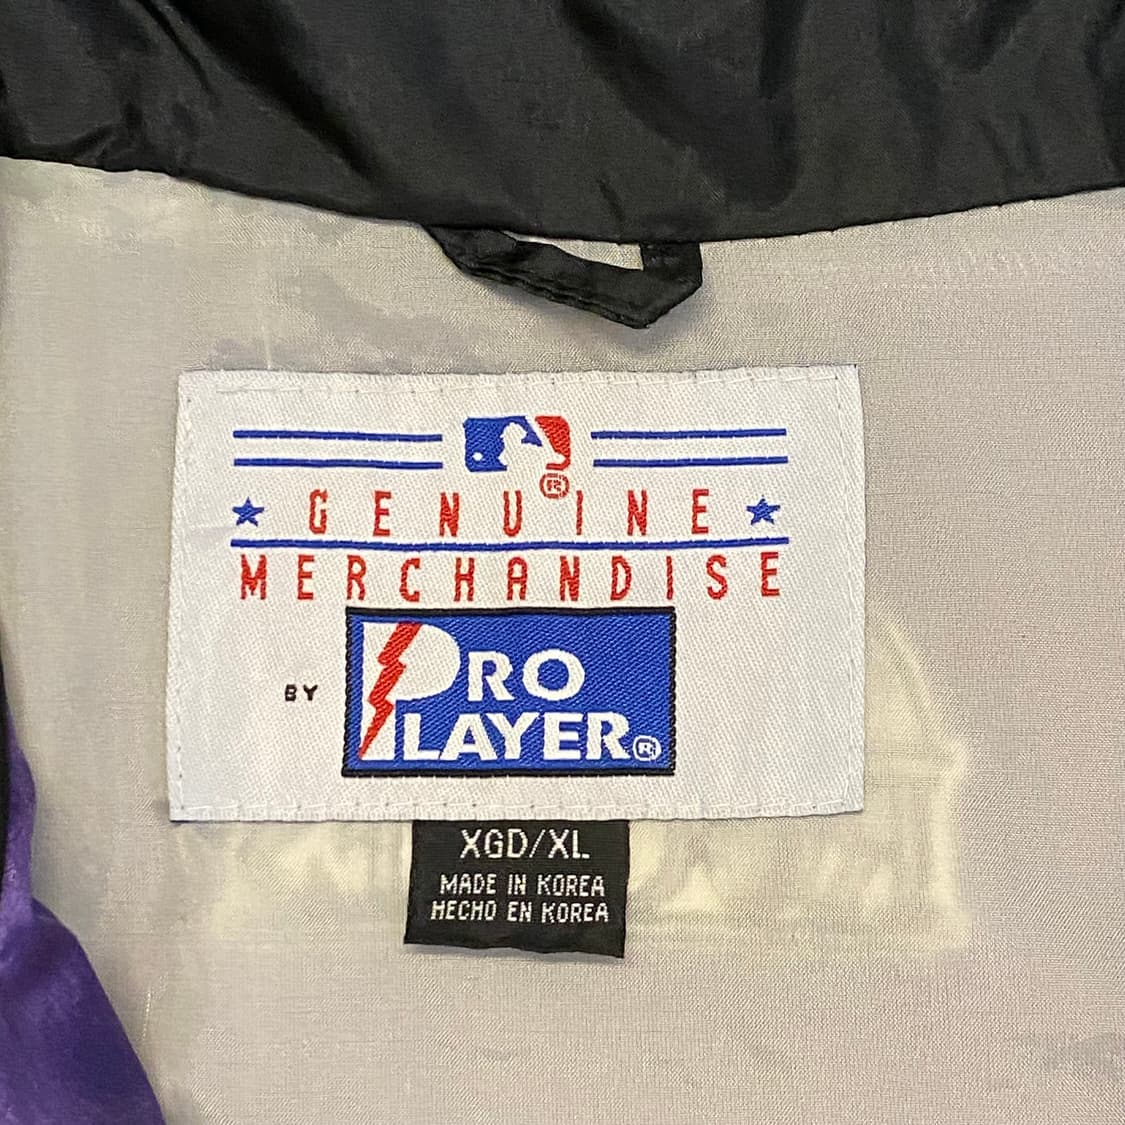 GENUINE
MERCHANDISE
BY PRO PLAYER®
XGD/XL
MADE IN KOREA
HECHO EN KOREA